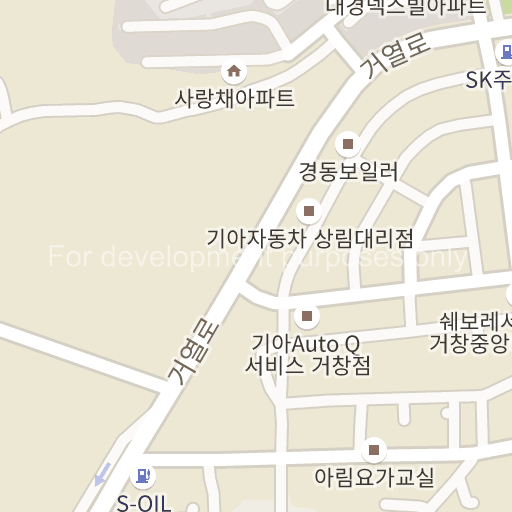 대경넥스빌아파트
거열로
SK주
사랑채아파트
경동보일러
기아자동차 상림대리점
For development purposes only
쉐보레서
거창중앙
거열로
기아Auto Q
서비스 거창점
아림요가교실
S-OIL